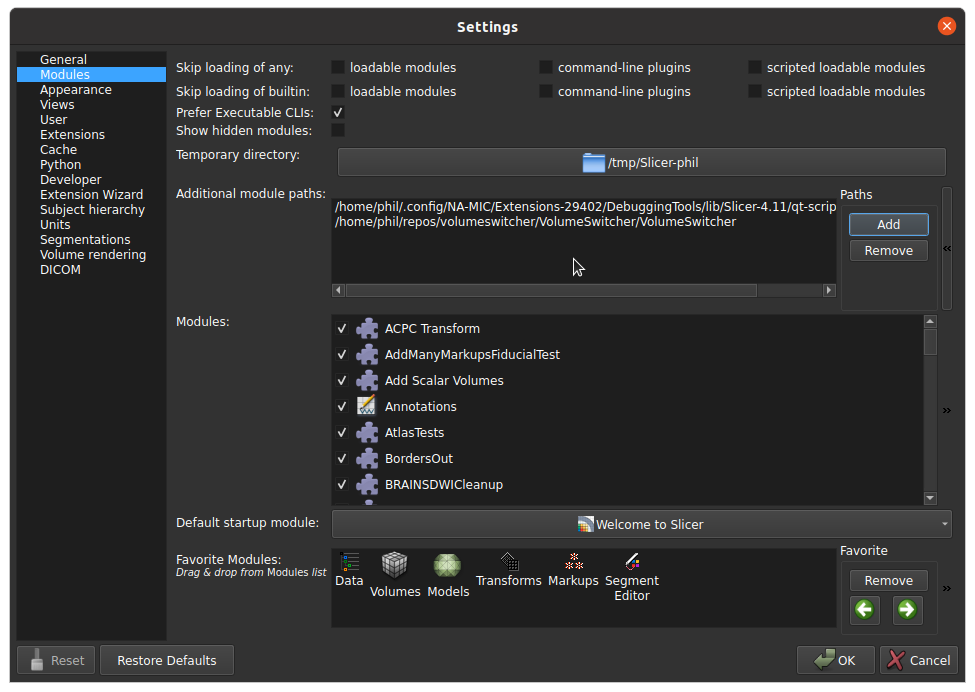 Settings
General
Modules
Appearance
Views
User
Extensions
Cache
Python
Developer
Extension Wizard
Subject hierarchy
Units
Segmentations
Volume rendering
DICOM
Skip loading of any: loadable modules command-line plugins scripted loadable modules
Skip loading of builtin: loadable modules command-line plugins scripted loadable modules
Prefer Executable CLIs:
Show hidden modules:
Temporary directory: /tmp/Slicer-phil
Additional module paths:
/home/phil/.config/NA-MIC/Extensions-29402/DebuggingTools/lib/Slicer-4.11/qt-scrip
/home/phil/repos/volumeswitcher/VolumeSwitcher/VolumeSwitcher
Paths
Add
Remove
«
Modules:
ACPC Transform
AddManyMarkupsFiducialTest
Add Scalar Volumes
Annotations
AtlasTests
BordersOut
BRAINSDWICleanup
»
Default startup module: Welcome to Slicer
Favorite Modules:
Drag & drop from Modules list
Data
Volumes
Models
Transforms
Markups
Segment
Editor
Favorite
Remove
»
Reset
Restore Defaults
OK
Cancel